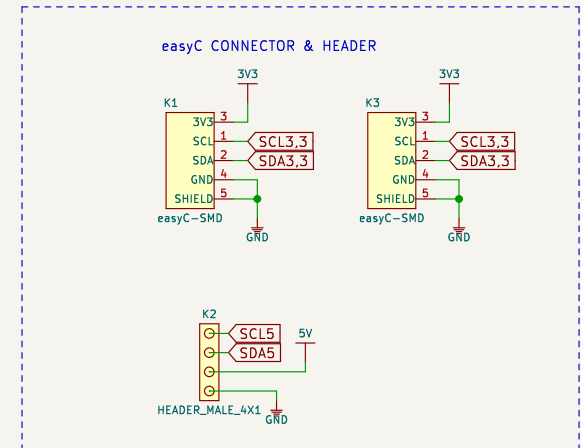 easyC CONNECTOR & HEADER
3V3
3V3
K1
K3
3V3 3
3V3 3
SCL 1 SCL3,3
SCL 1 SCL3,3
SDA 2 SDA3,3
SDA 2 SDA3,3
GND 4
GND 4
SHIELD 5
SHIELD 5
easyC-SMD
easyC-SMD
GND
GND
K2
SCL5
5V
SDA5
HEADER_MALE_4X1
GND